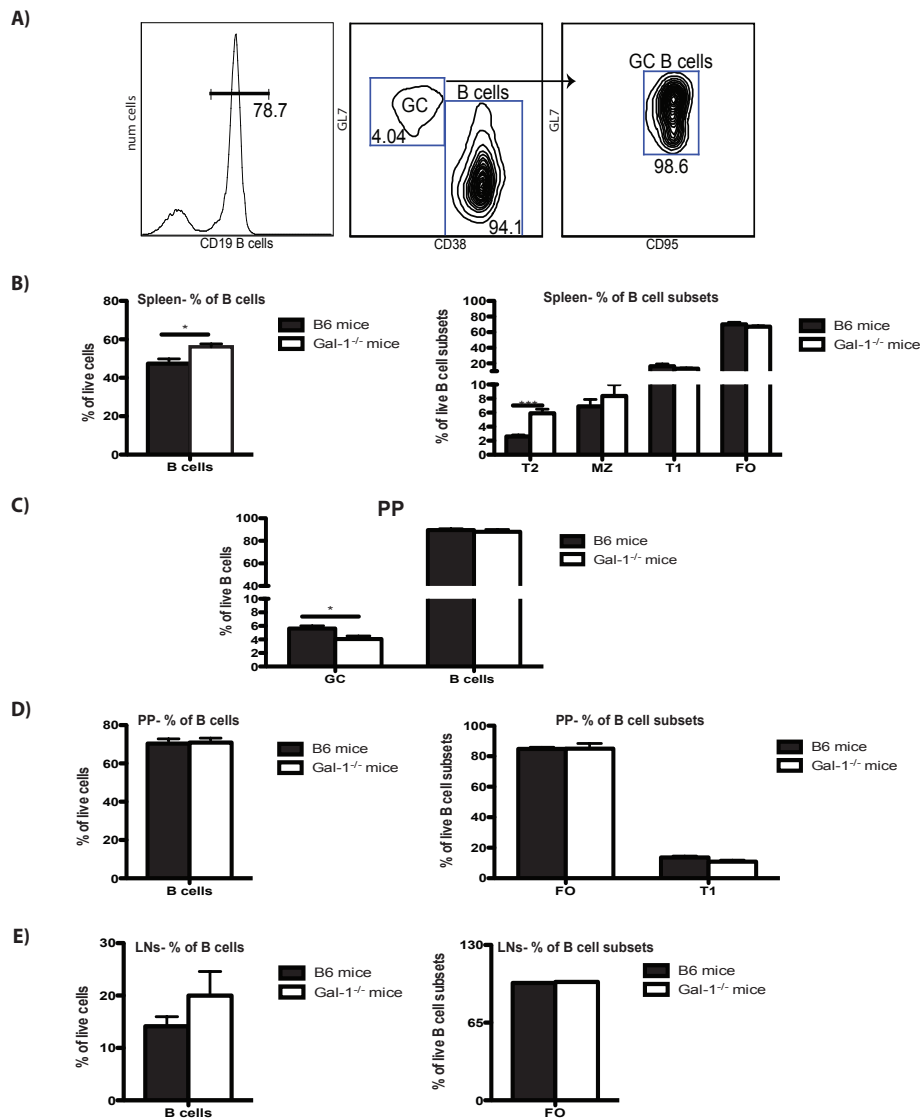 A)
num cells
78.7
CD19 B cells
GL7
GC
4.04
B cells
94.1
CD38
GL7
GC B cells
98.6
CD95
B)
Spleen- % of B cells
% of live cells
80
60
40
20
0
*
B cells
B6 mice
Gal-1-/- mice
Spleen- % of B cell subsets
% of live B cell subsets
100
80
60
40
20
10
8
6
4
2
0
***
T2 MZ T1 FO
B6 mice
Gal-1-/- mice
C)
PP
% of live B cells
100
80
60
40
10
8
6
4
2
0
*
GC B cells
B6 mice
Gal-1-/- mice
D)
PP- % of B cells
% of live cells
80
60
40
20
0
B cells
B6 mice
Gal-1-/- mice
PP- % of B cell subsets
% of live B cell subsets
100
80
60
40
20
0
FO T1
B6 mice
Gal-1-/- mice
E)
LNs- % of B cells
% of live cells
30
20
10
0
B cells
B6 mice
Gal-1-/- mice
LNs- % of B cell subsets
% of live B cell subsets
130
65
0
FO
B6 mice
Gal-1-/- mice